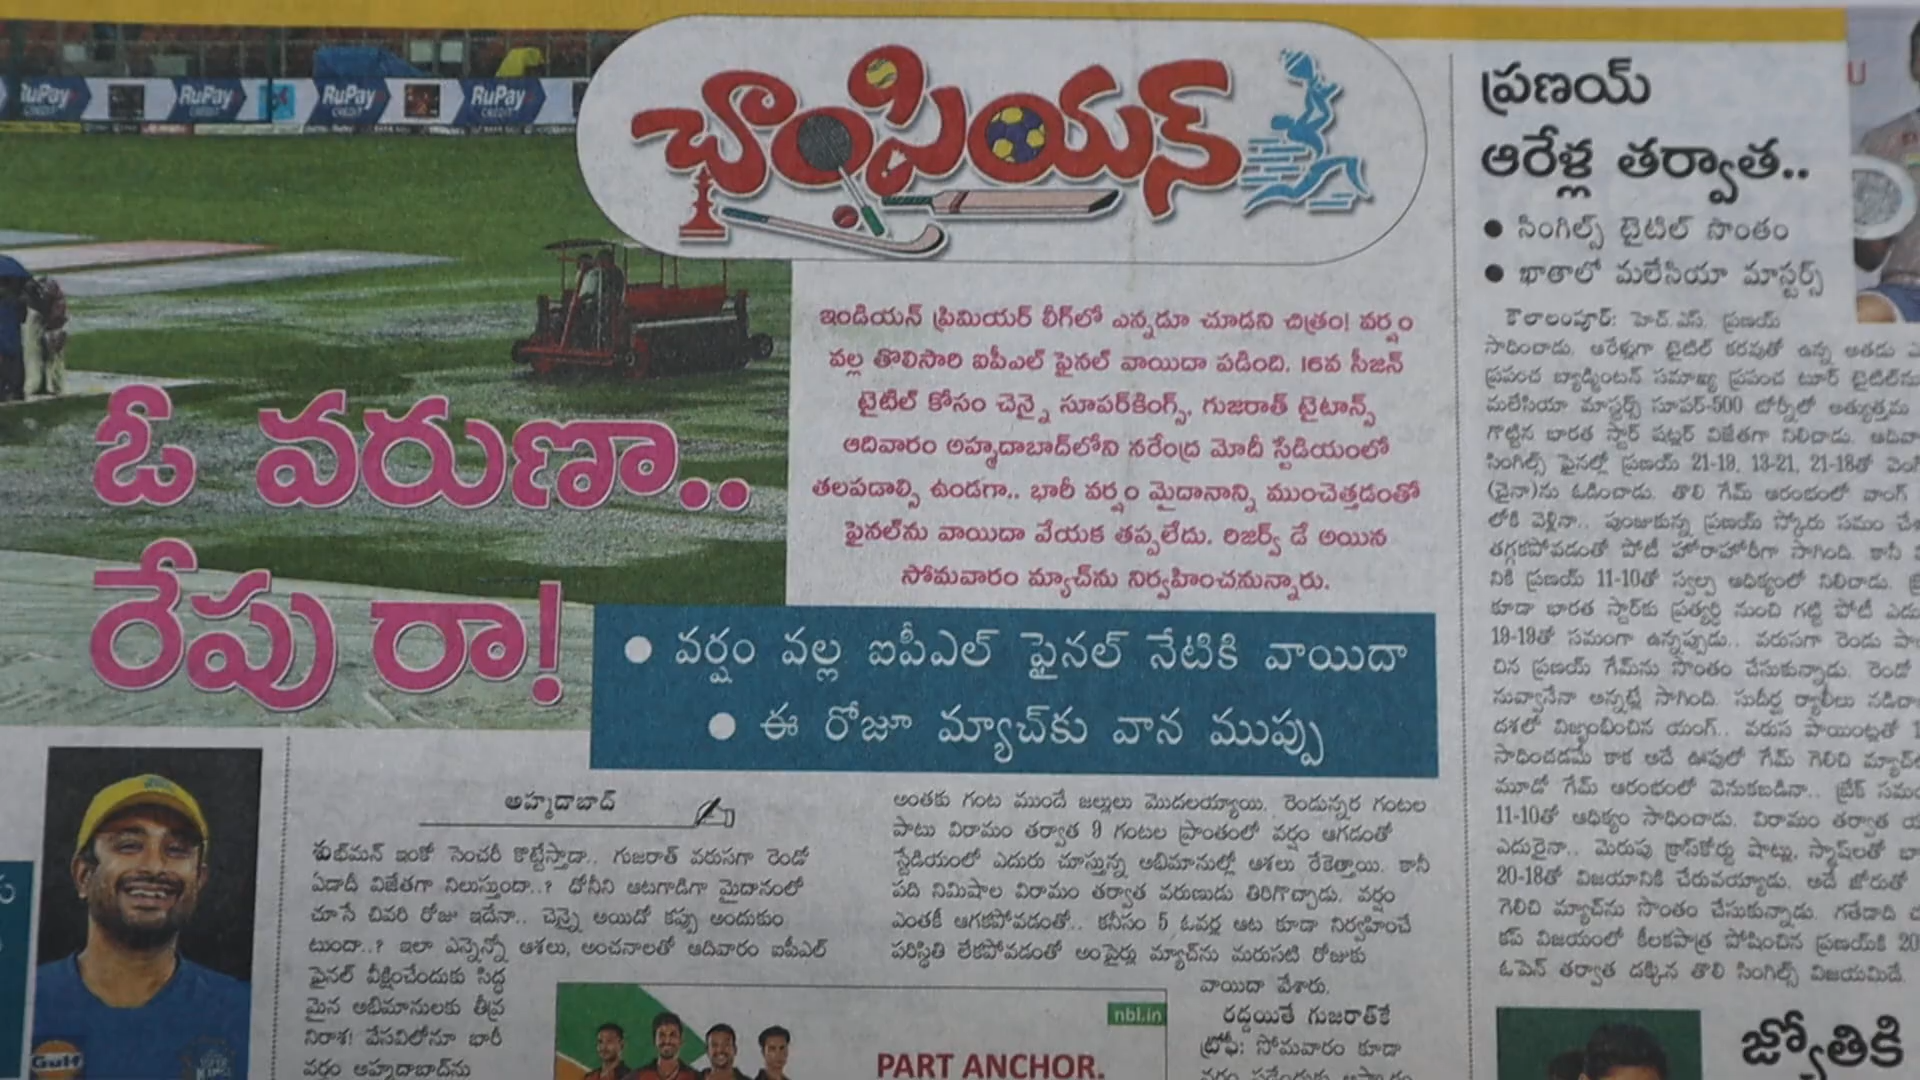 RuPay
RuPay
RuPay
RuPay
ఛాంపియన్
ఓ వరుణా..
రేపు రా!
ఇండియన్ ప్రీమియర్ లీగ్‌లో ఎన్నడూ చూడని చిత్రం! వర్షం
వల్ల తొలిసారి ఐపీఎల్ ఫైనల్ వాయిదా పడింది. 16వ సీజన్
టైటిల్ కోసం చెన్నై సూపర్‌కింగ్స్, గుజరాత్ టైటాన్స్
ఆదివారం అహ్మదాబాద్‌లోని నరేంద్ర మోదీ స్టేడియంలో
తలపడాల్సి ఉండగా.. భారీ వర్షం మైదానాన్ని ముంచెత్తడంతో
ఫైనల్‌ను వాయిదా వేయక తప్పలేదు. రిజర్వ్ డే అయిన
సోమవారం మ్యాచ్‌ను నిర్వహించనున్నారు.
● వర్షం వల్ల ఐపీఎల్ ఫైనల్ నేటికి వాయిదా
● ఈ రోజూ మ్యాచ్‌కు వాన ముప్పు
అహ్మదాబాద్
శుభ్‌మన్ ఇంకో సెంచరీ కొట్టేస్తాడా.. గుజరాత్ వరుసగా రెండో
ఏడాదీ విజేతగా నిలుస్తుందా..? ధోనీని ఆటగాడిగా మైదానంలో
చూసే చివరి రోజు ఇదేనా.. చెన్నై అయిదో కప్పు అందుకుం
టుందా..? ఇలా ఎన్నెన్నో ఆశలు, అంచనాలతో ఆదివారం ఐపీఎల్
ఫైనల్ వీక్షించేందుకు సిద్ధ
మైన అభిమానులకు తీవ్ర
నిరాశ! వేసవిలోనూ భారీ
వర్షం అహ్మదాబాద్‌ను
అంతకు గంట ముందే జల్లులు మొదలయ్యాయి. రెండున్నర గంటల
పాటు విరామం తర్వాత 9 గంటల ప్రాంతంలో వర్షం ఆగడంతో
స్టేడియంలో ఎదురు చూస్తున్న అభిమానుల్లో ఆశలు రేకెత్తాయి. కానీ
పది నిమిషాల విరామం తర్వాత వరుణుడు తిరిగొచ్చాడు. వర్షం
ఎంతకీ ఆగకపోవడంతో.. కనీసం 5 ఓవర్ల ఆట కూడా నిర్వహించే
పరిస్థితి లేకపోవడంతో అంపైర్లు మ్యాచ్‌ను మరుసటి రోజుకు
వాయిదా వేశారు.
రద్దయితే గుజరాత్‌కే
ట్రోఫీ: సోమవారం కూడా
Gulf
nbl.in
PART ANCHOR.
ప్రణయ్
ఆరేళ్ల తర్వాత..
● సింగిల్స్ టైటిల్ సొంతం
● ఖాతాలో మలేసియా మాస్టర్స్
కౌలాలంపూర్: హెచ్.ఎస్. ప్రణయ్
సాధించాడు. ఆరేళ్లుగా టైటిల్ కరవుతో ఉన్న అతడు
ప్రపంచ బ్యాడ్మింటన్ సమాఖ్య ప్రపంచ టూర్ టైటిల్‌ను
మలేసియా మాస్టర్స్ సూపర్-500 టోర్నీలో అత్యుత్తమ
గొట్టిన భారత స్టార్ షట్లర్ విజేతగా నిలిచాడు.
సింగిల్స్ ఫైనల్లో ప్రణయ్ 21-19, 13-21, 21-18తో
(చైనా)ను ఓడించాడు. తొలి గేమ్ ఆరంభంలో వాంగ్
లోకి వెళ్లినా.. పుంజుకున్న ప్రణయ్ స్కోరు సమం
తగ్గకపోవడంతో పోటీ హోరాహోరీగా సాగింది. కానీ
నికి ప్రణయ్ 11-10తో స్వల్ప ఆధిక్యంలో నిలిచాడు.
కూడా భారత స్టార్‌కు ప్రత్యర్థి నుంచి గట్టి పోటీ
19-19తో సమంగా ఉన్నప్పుడు.. వరుసగా రెండు
చిన ప్రణయ్ గేమ్‌ను సొంతం చేసుకున్నాడు. రెండో
నువ్వానేనా అన్నట్లే సాగింది. సుదీర్ఘ ర్యాలీలు
దశలో విజృంభించిన యంగ్.. వరుస పాయింట్లతో
సాధించడమే కాక అదే ఊపులో గేమ్ గెలిచి
మూడో గేమ్ ఆరంభంలో వెనుకబడినా.. బ్రేక్
11-10తో ఆధిక్యం సాధించాడు. విరామం తర్వాత
ఎదురైనా.. మెరుపు క్రాస్‌కోర్టు షాట్లు, స్మాష్‌లతో
20-18తో విజయానికి చేరువయ్యాడు. అదే జోరుతో
గెలిచి మ్యాచ్‌ను సొంతం చేసుకున్నాడు. గతేడాది
కప్ విజయంలో కీలకపాత్ర పోషించిన ప్రణయ్‌కి
ఓపెన్ తర్వాత దక్కిన తొలి సింగిల్స్ విజయమిదే.
జ్యోతికి